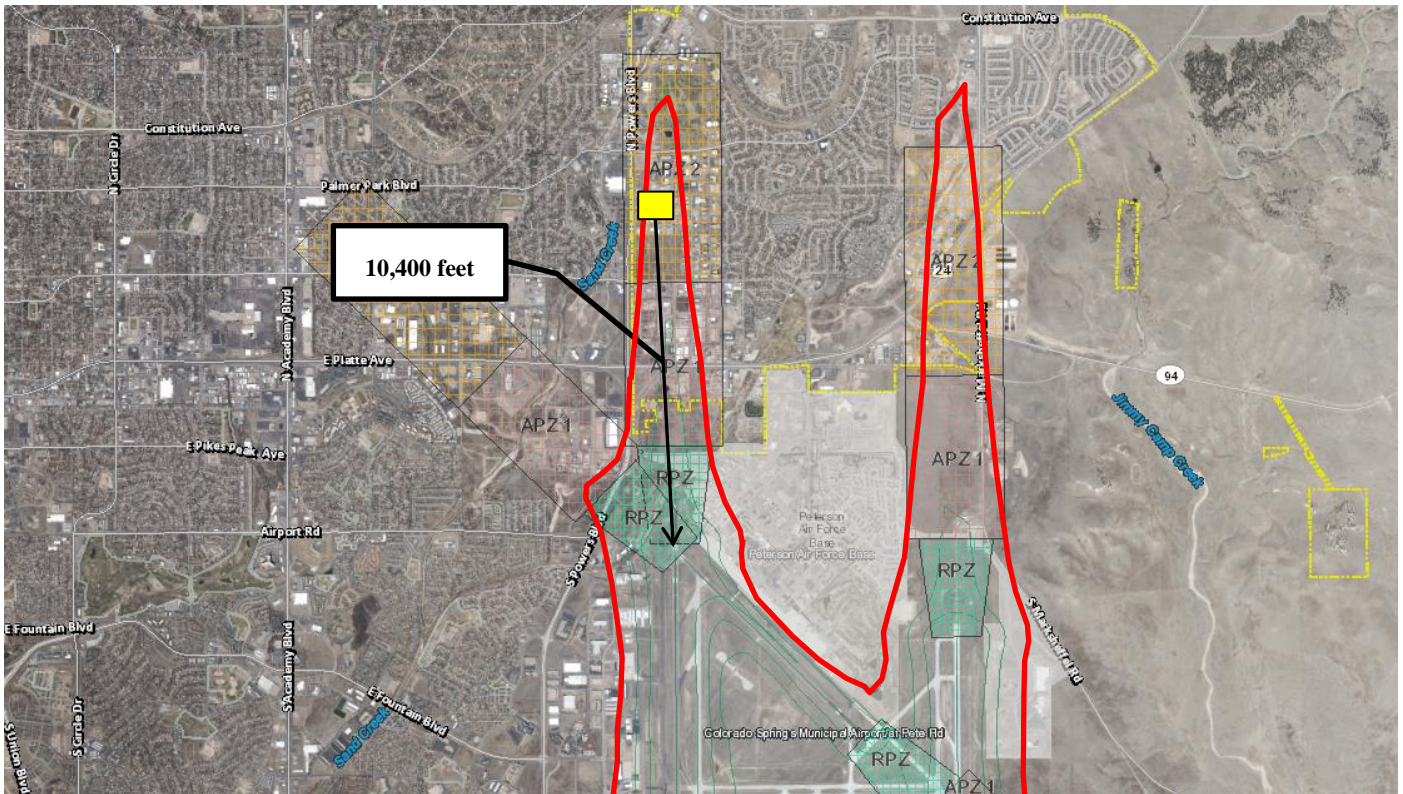 Constitution Ave
N Powers Blvd
Constitution Ave
N Circle Dr
APZ 2
Palmer Park Blvd
Sand Creek
10,400 feet
APZ 2
24
N Academy Blvd
E Platte Ave
APZ 1
94
Jimmy Camp Creek
APZ 1
E Pikes Peak Ave
APZ 1
RPZ
RPZ
Peterson
Air Force
Base
Peterson Air Force Base
Airport Rd
S Powers Blvd
RPZ
E Fountain Blvd
S Academy Blvd
S Marksheffel Rd
E Fountain Blvd
S Circle Dr
Sand Creek
S Union Blvd
Colorado Springs Municipal Airport/at Pete Rd
RPZ
APZ 1